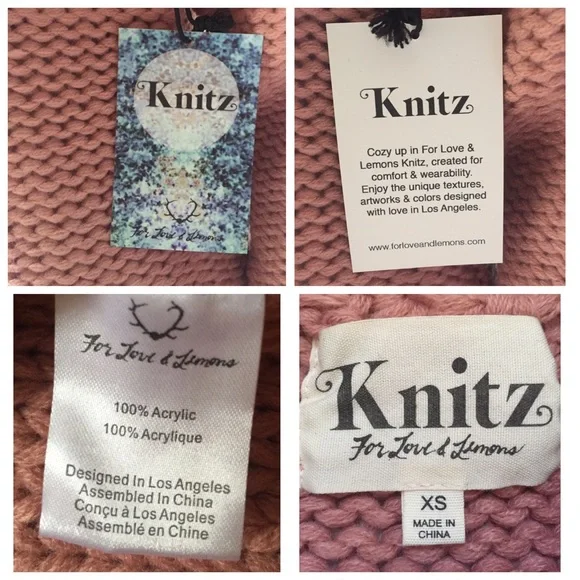 Knitz
For Love & Lemons
Knitz
Cozy up in For Love &
Lemons Knitz, created for
comfort & wearability.
Enjoy the unique textures,
artworks & colors designed
with love in Los Angeles.
www.forloveandlemons.com
For Love & Lemons
100% Acrylic
100% Acrylique
Designed In Los Angeles
Assembled In China
Conçu à Los Angeles
Assemblé en Chine
Knitz
For Love & Lemons
XS
MADE IN
CHINA